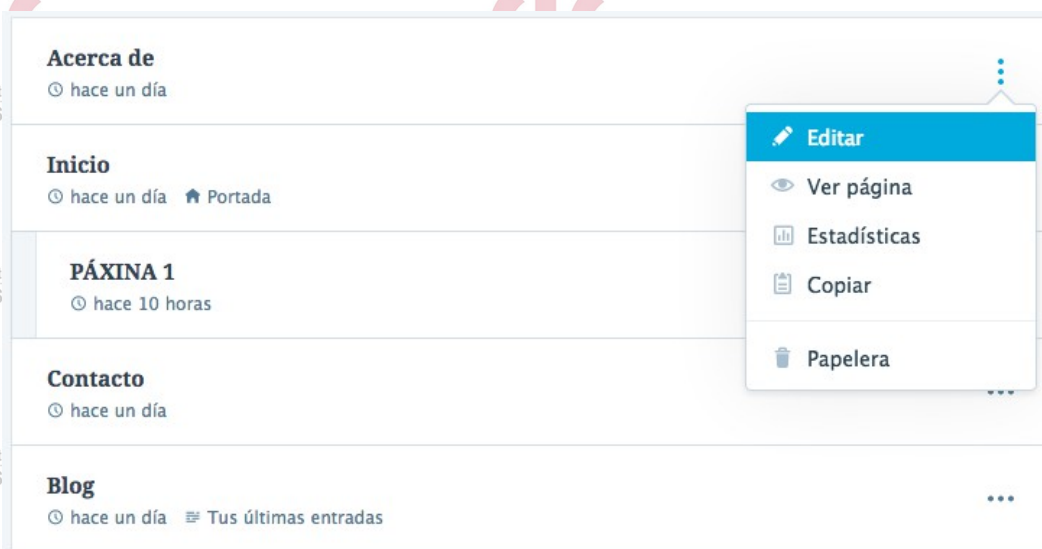 Acerca de
hace un día
Editar
Inicio
hace un día Portada
Ver página
Estadísticas
PÁXINA 1
hace 10 horas
Copiar
Papelera
Contacto
hace un día
Blog
hace un día Tus últimas entradas